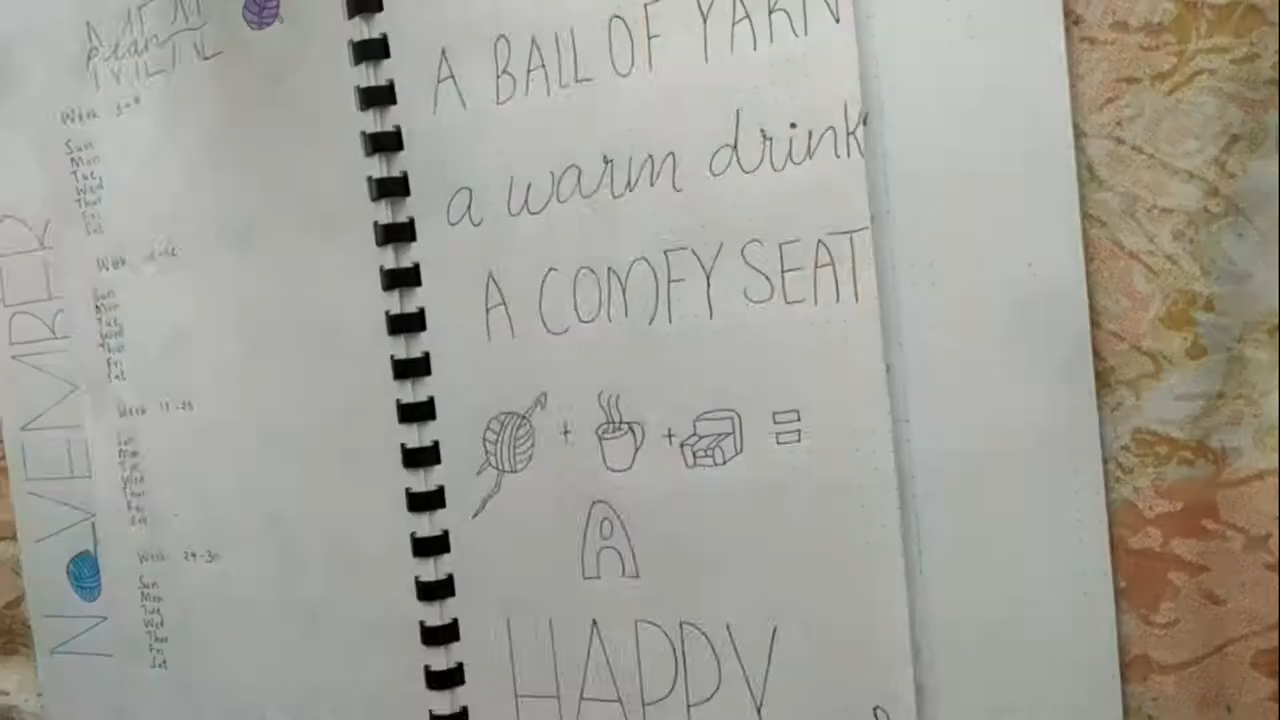 NOVEMBER
Sun
Mon
Tue
Wed
Thur
Fri
Sat
Week
Sun
Mon
Tue
Wed
Thur
Fri
Sat
Week
Mon
Tue
Wed
Thur
Fri
Sat
Week 24-30
Sun
Mon
Tue
Wed
Thur
Fri
Sat
A BALL OF YARN
a warm drink
A COMFY SEAT
+ + =
A
HAPPY